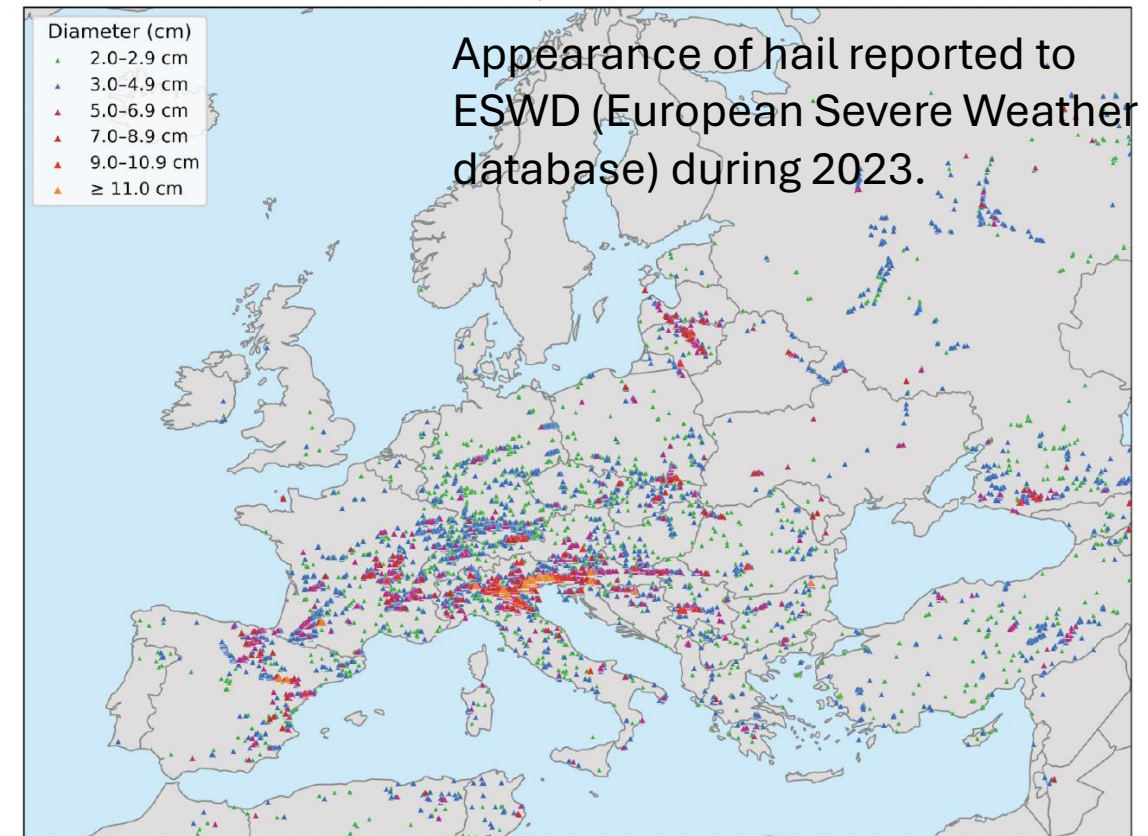 Diameter (cm)
2.0–2.9 cm
3.0–4.9 cm
5.0–6.9 cm
7.0–8.9 cm
9.0–10.9 cm
≥ 11.0 cm
Appearance of hail reported to
ESWD (European Severe Weather
database) during 2023.